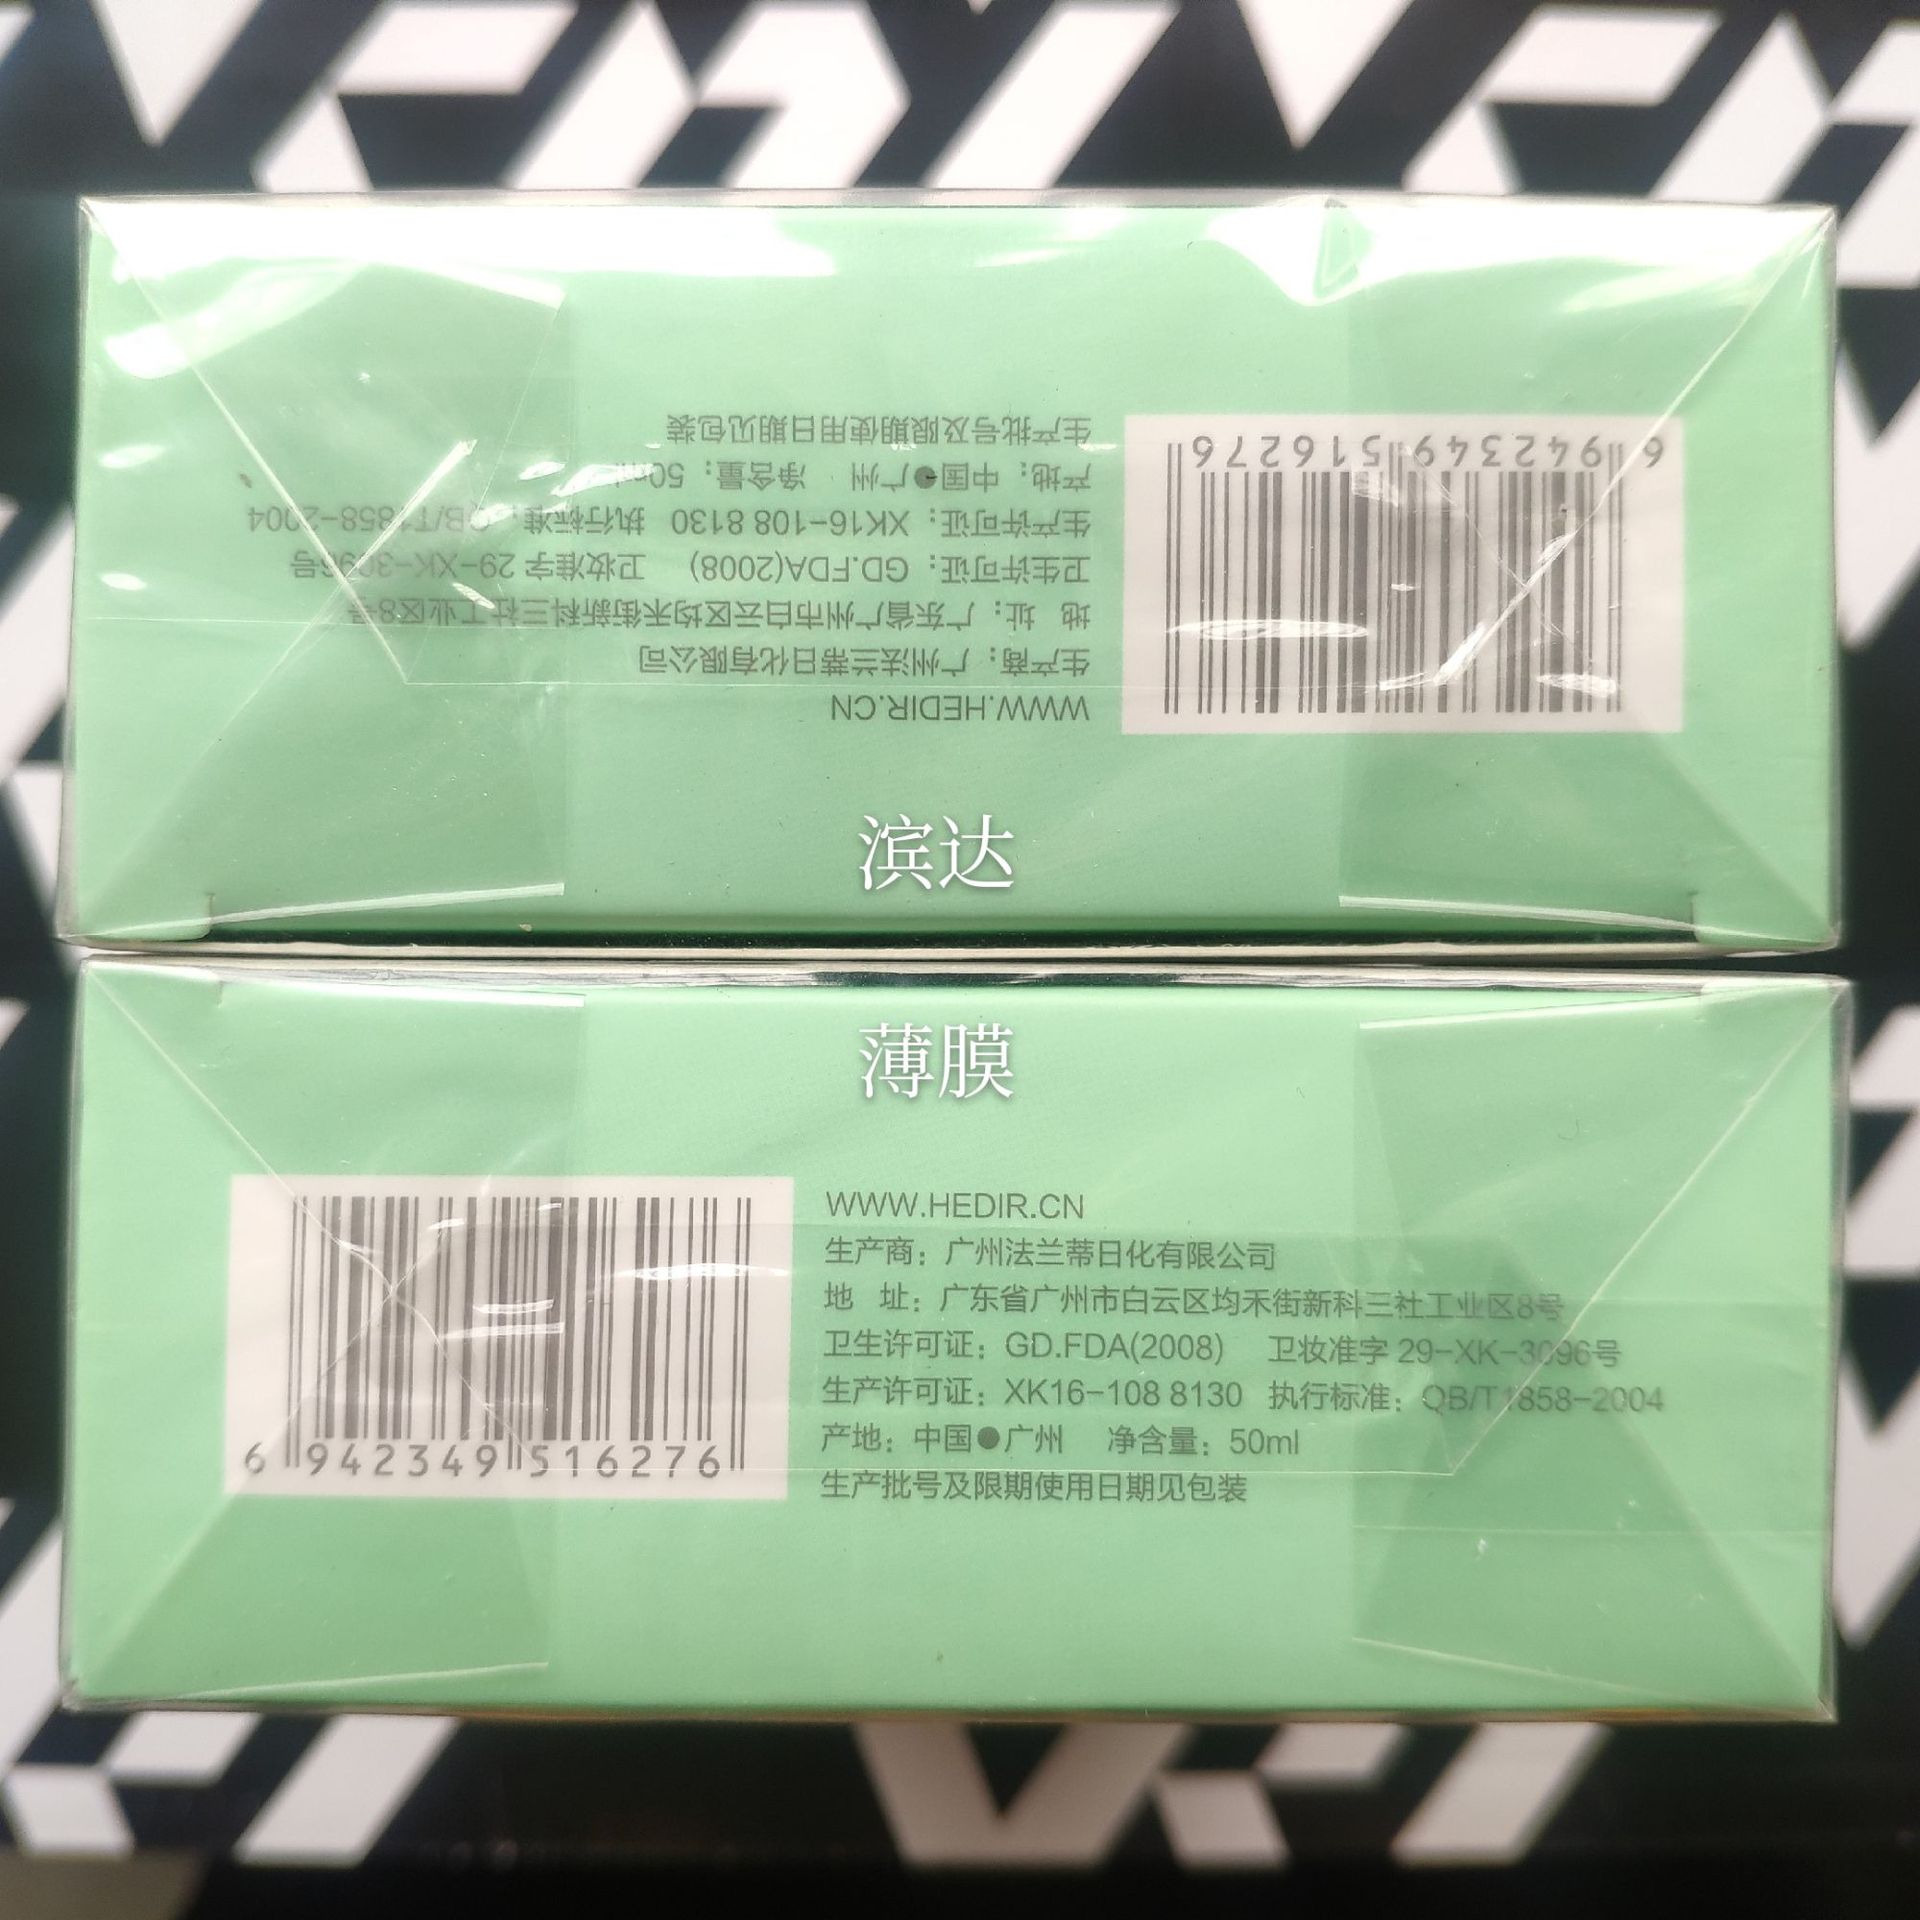 6942349516276
WWW.HEDIR.CN
生产商：广州法兰蒂日化有限公司
地 址：广东省广州市白云区均禾街新科三社工业区8号
卫生许可证：GD.FDA(2008) 卫妆准字 29-XK-3096号
生产许可证：XK16-108 8130 执行标准：QB/T1858-2004
产地：中国●广州 净含量：50ml
生产批号及限期使用日期见包装
滨达
薄膜
6942349516276
WWW.HEDIR.CN
生产商：广州法兰蒂日化有限公司
地 址：广东省广州市白云区均禾街新科三社工业区8号
卫生许可证：GD.FDA(2008) 卫妆准字 29-XK-3096号
生产许可证：XK16-108 8130 执行标准：QB/T1858-2004
产地：中国●广州 净含量：50ml
生产批号及限期使用日期见包装